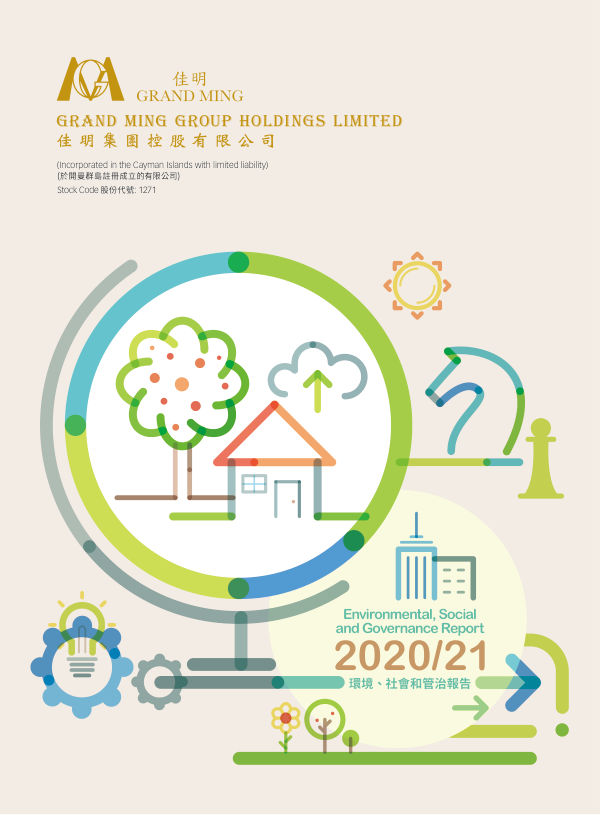 佳明
GRAND MING
GRAND MING GROUP HOLDINGS LIMITED
佳明集團控股有限公司
(Incorporated in the Cayman Islands with limited liability)
(於開曼群島註冊成立的有限公司)
Stock Code 股份代號: 1271
Environmental, Social
and Governance Report
2020/21
環境、社會和管治報告